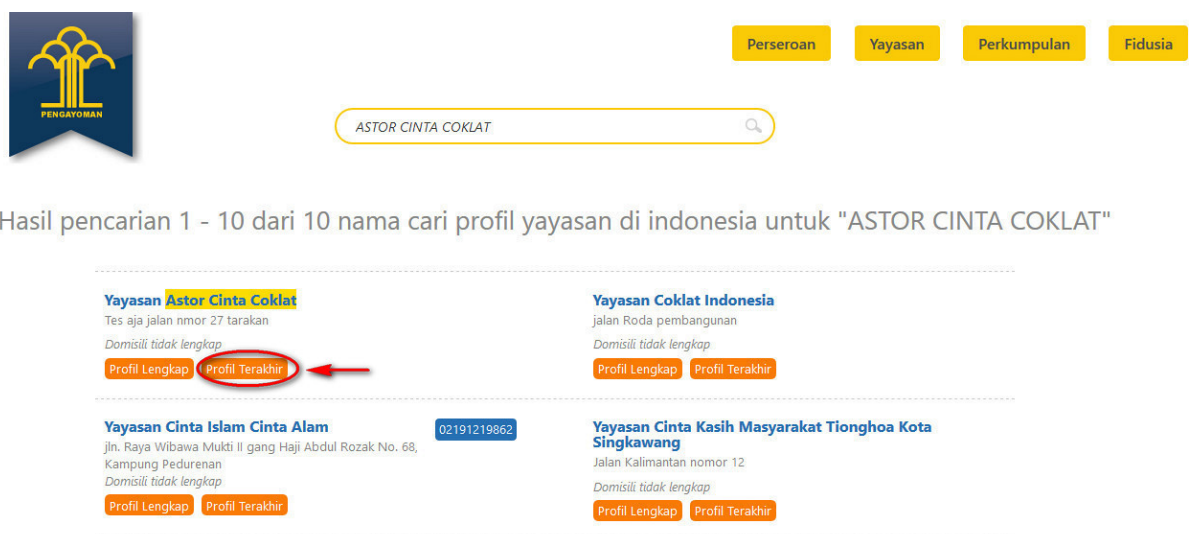 PENGAYOMAN
Perseroan
Yayasan
Perkumpulan
Fidusia
ASTOR CINTA COKLAT
Hasil pencarian 1 - 10 dari 10 nama cari profil yayasan di indonesia untuk "ASTOR CINTA COKLAT"
Yayasan Astor Cinta Coklat
Tes aja jalan nmor 27 tarakan
Domisili tidak lengkap
Profil Lengkap
Profil Terakhir
Yayasan Coklat Indonesia
jalan Roda pembangunan
Domisili tidak lengkap
Profil Lengkap
Profil Terakhir
Yayasan Cinta Islam Cinta Alam
02191219862
jln. Raya Wibawa Mukti II gang Haji Abdul Rozak No. 68,
Kampung Pedurenan
Domisili tidak lengkap
Profil Lengkap
Profil Terakhir
Yayasan Cinta Kasih Masyarakat Tionghoa Kota
Singkawang
Jalan Kalimantan nomor 12
Domisili tidak lengkap
Profil Lengkap
Profil Terakhir